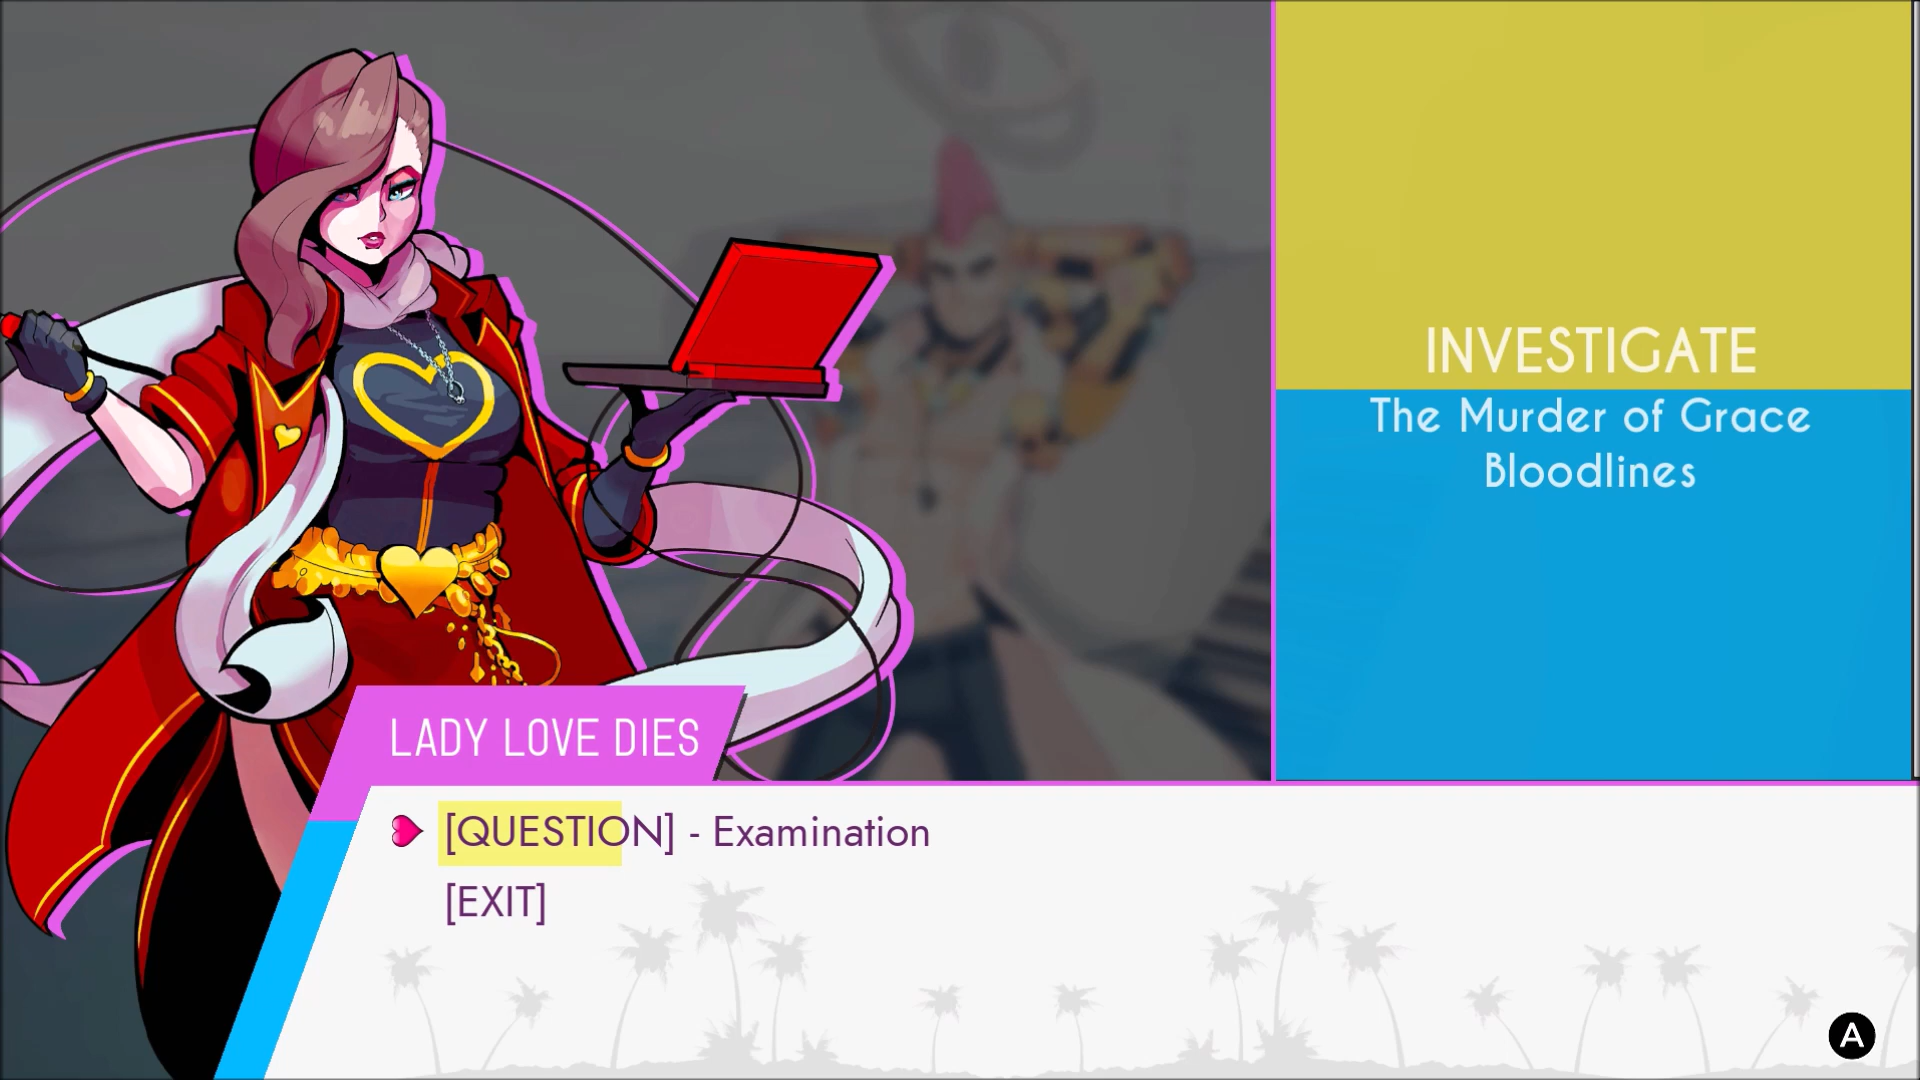 INVESTIGATE
The Murder of Grace
Bloodlines
LADY LOVE DIES
[QUESTION] - Examination
[EXIT]
A